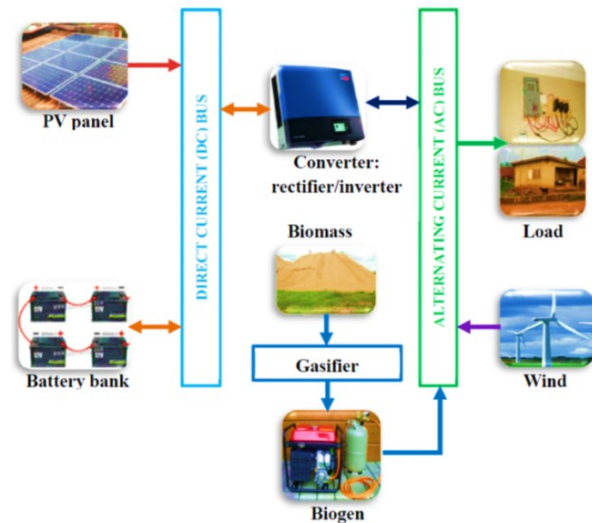 PV panel
DIRECT CURRENT (DC) BUS
Converter:
rectifier/inverter
ALTERNATING CURRENT (AC) BUS
Load
Biomass
Gasifier
Battery bank
Wind
Biogen